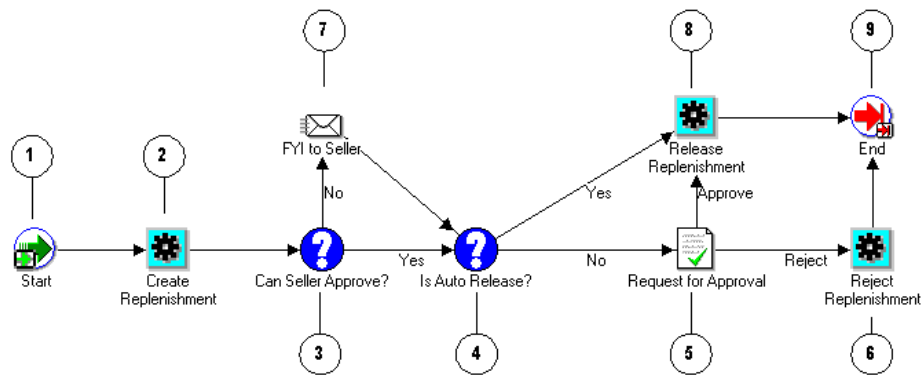 7
8
9
1
2
FYI to Seller
Release
Replenishment
End
No
Yes
Approve
Start
Create
Replenishment
Can Seller Approve?
Yes
Is Auto Release?
No
Request for Approval
Reject
Reject
Replenishment
3
4
5
6